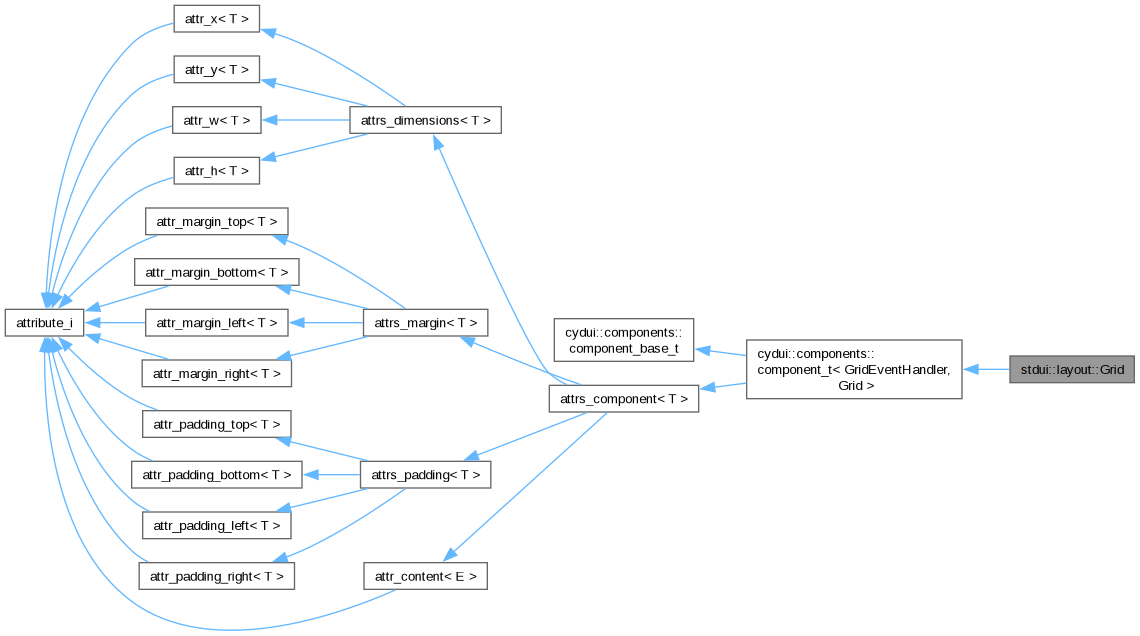 attr_x< T >
attr_y< T >
attr_w< T >
attrs_dimensions< T >
attr_h< T >
attr_margin_top< T >
attr_margin_bottom< T >
attribute_i
attr_margin_left< T >
attrs_margin< T >
cydui::components::
component_base_t
attr_margin_right< T >
cydui::components::
component_t< GridEventHandler,
Grid >
stdui::layout::Grid
attrs_component< T >
attr_padding_top< T >
attr_padding_bottom< T >
attrs_padding< T >
attr_padding_left< T >
attr_padding_right< T >
attr_content< E >